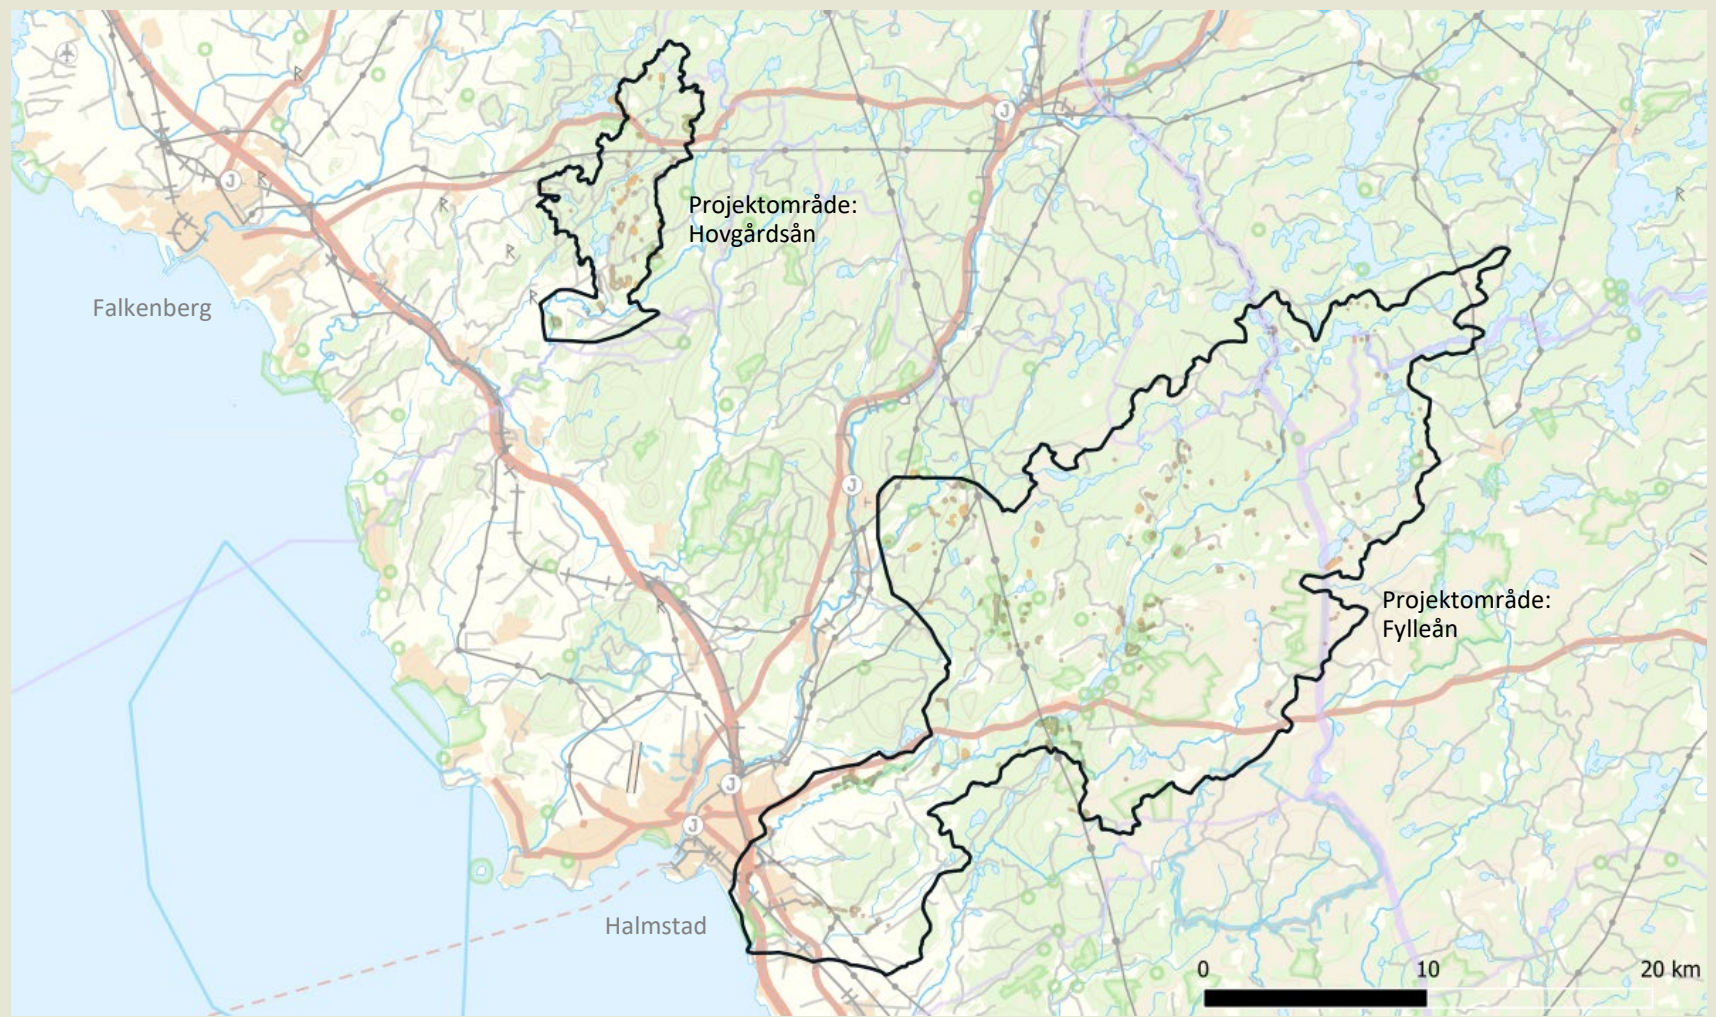 J
R
R
R
R
R
J
Projektområde:
Hovgårdsån
R
Falkenberg
J
Projektområde:
Fylleån
R
J
J
Halmstad
0 10 20 km